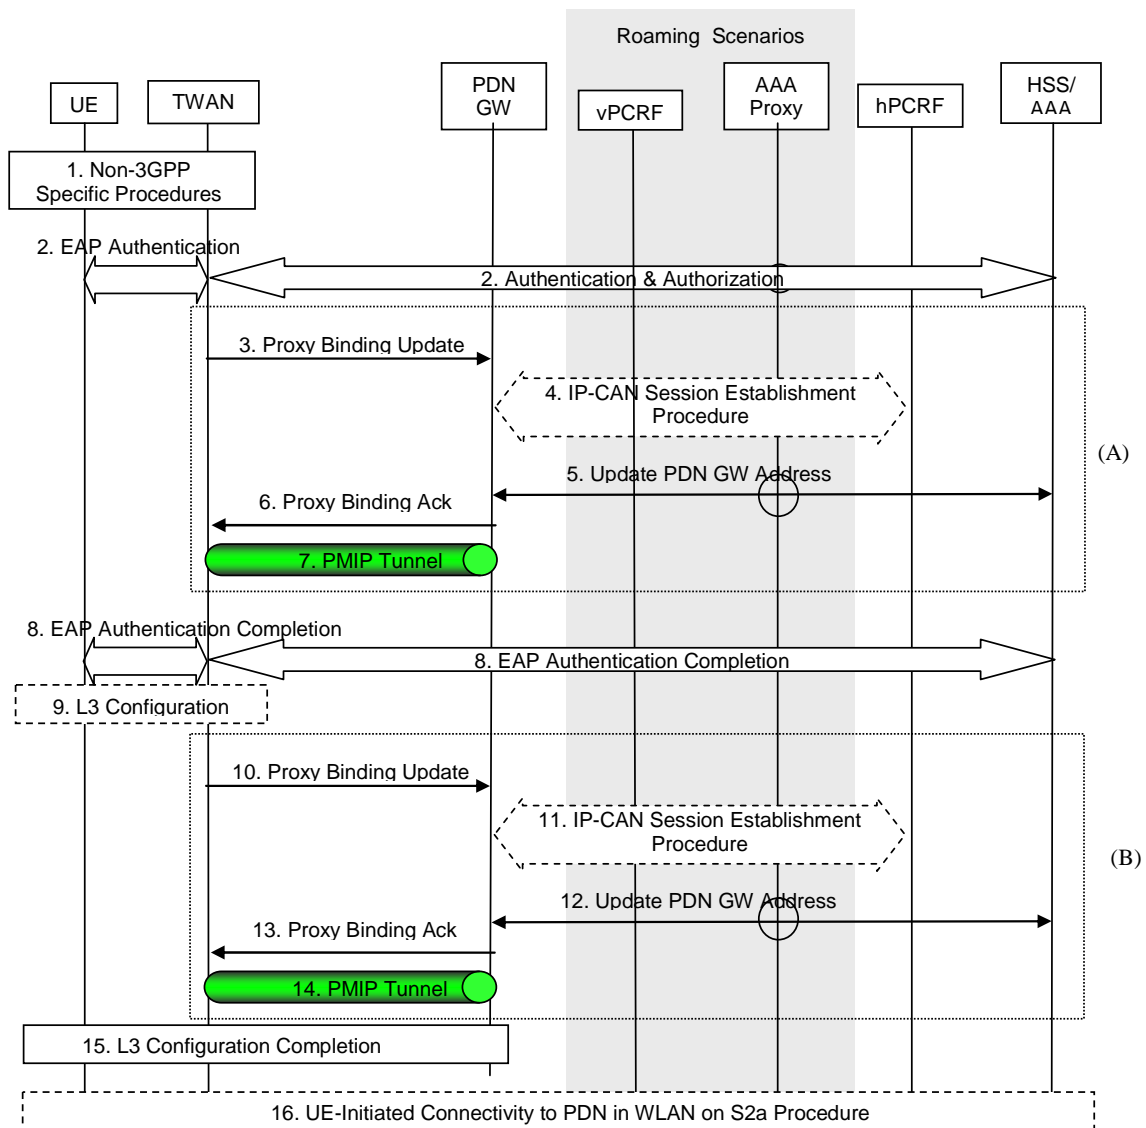 Roaming Scenarios
UE
TWAN
PDN
GW
vPCRF
AAA
Proxy
hPCRF
HSS/
AAA
1. Non-3GPP
Specific Procedures
2. EAP Authentication
2. Authentication & Authorization
3. Proxy Binding Update
4. IP-CAN Session Establishment
Procedure
(A)
5. Update PDN GW Address
6. Proxy Binding Ack
7. PMIP Tunnel
8. EAP Authentication Completion
8. EAP Authentication Completion
9. L3 Configuration
10. Proxy Binding Update
11. IP-CAN Session Establishment
Procedure
(B)
12. Update PDN GW Address
13. Proxy Binding Ack
14. PMIP Tunnel
15. L3 Configuration Completion
16. UE-Initiated Connectivity to PDN in WLAN on S2a Procedure